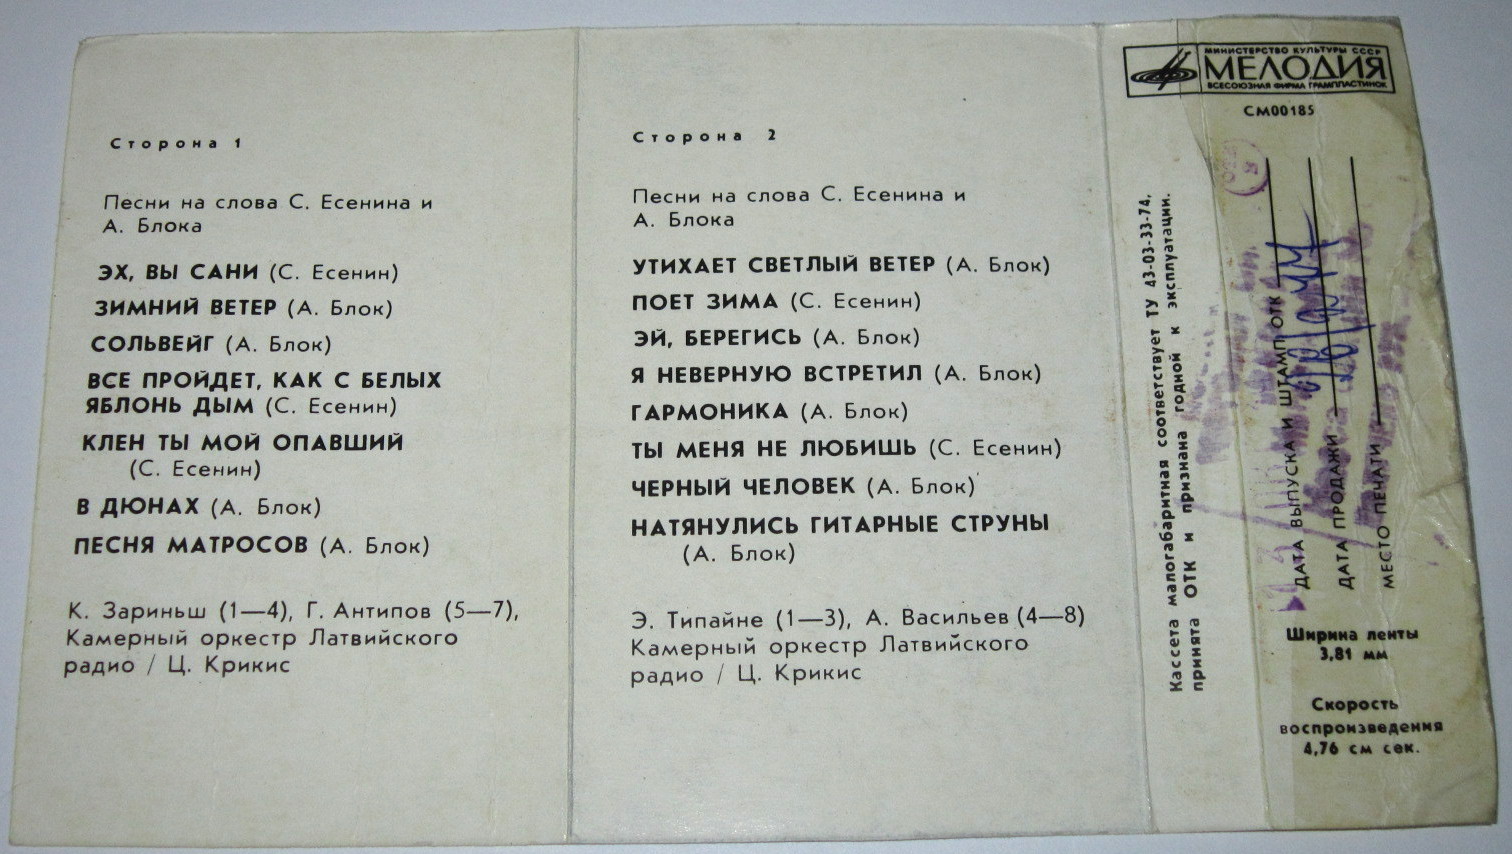 Сторона 1
Песни на слова С. Есенина и
А. Блока
ЭХ, ВЫ САНИ (С. Есенин)
ЗИМНИЙ ВЕТЕР (А. Блок)
СОЛЬВЕЙГ (А. Блок)
ВСЕ ПРОЙДЕТ, КАК С БЕЛЫХ
ЯБЛОНЬ ДЫМ (С. Есенин)
КЛЕН ТЫ МОЙ ОПАВШИЙ
(С. Есенин)
В ДЮНАХ (А. Блок)
ПЕСНЯ МАТРОСОВ (А. Блок)
К. Зариньш (1—4), Г. Антипов (5—7),
Камерный оркестр Латвийского
радио / Ц. Крикис
Сторона 2
Песни на слова С. Есенина и
А. Блока
УТИХАЕТ СВЕТЛЫЙ ВЕТЕР (А. Блок)
ПОЕТ ЗИМА (С. Есенин)
ЭЙ, БЕРЕГИСЬ (А. Блок)
Я НЕВЕРНУЮ ВСТРЕТИЛ (А. Блок)
ГАРМОНИКА (А. Блок)
ТЫ МЕНЯ НЕ ЛЮБИШЬ (С. Есенин)
ЧЕРНЫЙ ЧЕЛОВЕК (А. Блок)
НАТЯНУЛИСЬ ГИТАРНЫЕ СТРУНЫ
(А. Блок)
Э. Типайне (1—3), А. Васильев (4—8)
Камерный оркестр Латвийского
радио / Ц. Крикис
МИНИСТЕРСТВО КУЛЬТУРЫ СССР
МЕЛОДИЯ
ВСЕСОЮЗНАЯ ФИРМА ГРАМПЛАСТИНОК
СМ00185
Кассета малогабаритная соответствует ТУ 43-03-33-74,
принята ОТК и признана годной к эксплуатации.
ДАТА ВЫПУСКА И ШТАМП ОТК
ДАТА ПРОДАЖИ
МЕСТО ПЕЧАТИ
Ширина ленты
3,81 мм
Скорость
воспроизведения
4,76 см сек.